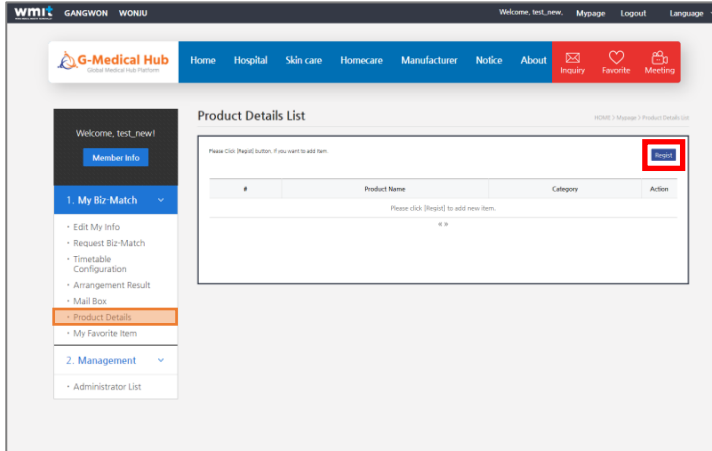 wmit GANGWON WONJU Welcome, test_new. Mypage Logout Language
G-Medical Hub
Global Medical Hub Platform
Home Hospital Skin care Homecare Manufacturer Notice About
Inquiry Favorite Meeting
Welcome, test_new!
Member Info
1. My Biz-Match
Edit My Info
Request Biz-Match
Timetable
Configuration
Arrangement Result
Mail Box
Product Details
My Favorite Item
2. Management
Administrator List
Product Details List
HOME > Mypage > Product Details List
Please Click [Regist] button. If you want to add item.
Regist
# Product Name Category Action
Please click [Regist] to add new item.
« »